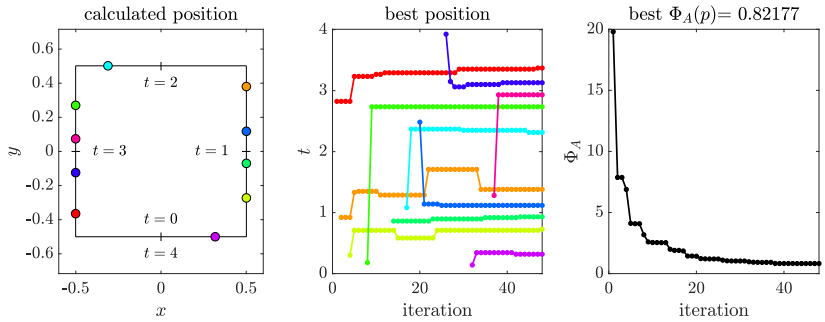 calculated position
0.6
0.4
0.2
0
-0.2
-0.4
-0.6
y
t = 2
t = 3
t = 1
t = 0
t = 4
-0.5
0
0.5
x
best position
4
3
2
1
0
t
0
20
40
iteration
best Φ_A(p)= 0.82177
20
15
10
5
0
Φ_A
0
20
40
iteration